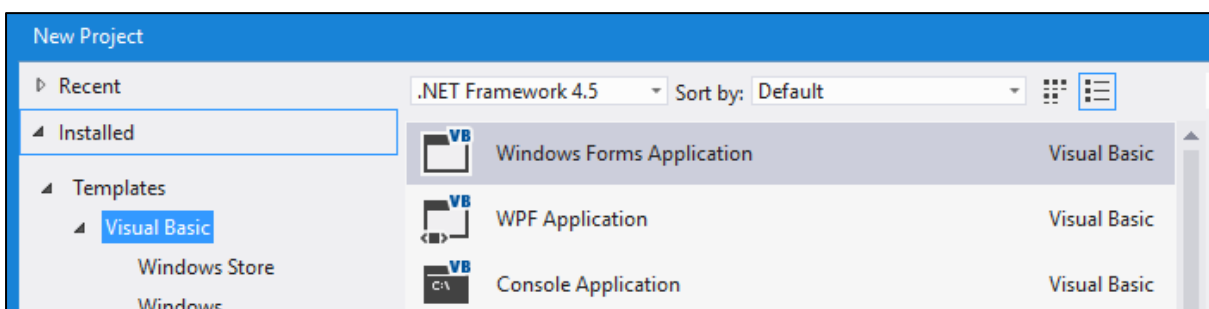 New Project
Recent
.NET Framework 4.5 Sort by: Default
Installed
VB Windows Forms Application Visual Basic
Templates
Visual Basic
VB WPF Application Visual Basic
Windows Store
VB C:\ Console Application Visual Basic
Windows